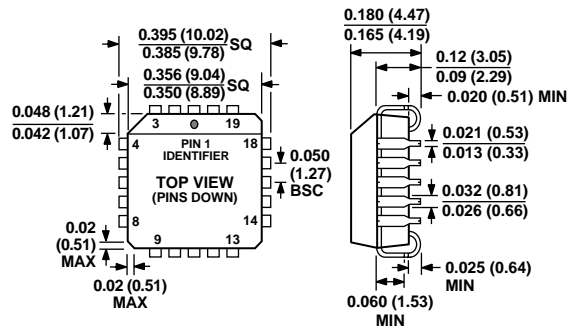 0.395 (10.02)
0.385 (9.78)
SQ
0.356 (9.04)
0.350 (8.89)
SQ
0.048 (1.21)
0.042 (1.07)
3
19
4
PIN 1
IDENTIFIER
18
TOP VIEW
(PINS DOWN)
0.050
(1.27)
BSC
8
14
9
13
0.02
(0.51)
MAX
0.02 (0.51)
MAX
0.180 (4.47)
0.165 (4.19)
0.12 (3.05)
0.09 (2.29)
0.020 (0.51) MIN
0.021 (0.53)
0.013 (0.33)
0.032 (0.81)
0.026 (0.66)
0.025 (0.64)
MIN
0.060 (1.53)
MIN